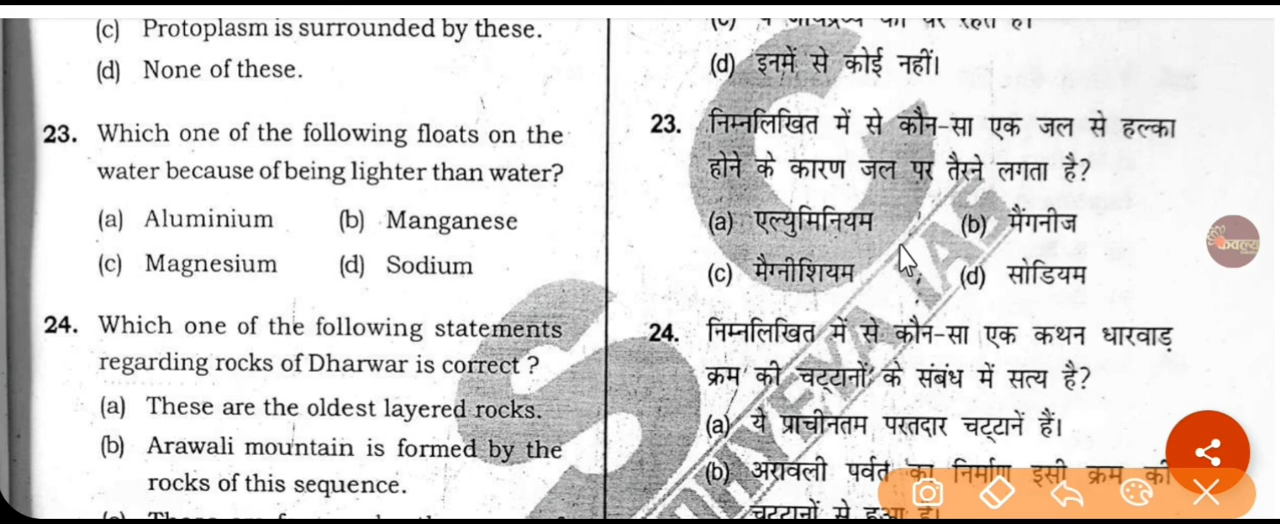 (c) Protoplasm is surrounded by these.
(d) None of these.
23. Which one of the following floats on the
water because of being lighter than water?
(a) Aluminium (b) Manganese
(c) Magnesium (d) Sodium
24. Which one of the following statements
regarding rocks of Dharwar is correct ?
(a) These are the oldest layered rocks.
(b) Arawali mountain is formed by the
rocks of this sequence.
(d) इनमें से कोई नहीं।
23. निम्नलिखित में से कौन-सा एक जल से हल्का
होने के कारण जल पर तैरने लगता है?
(a) एल्युमिनियम (b) मैंगनीज
(c) मैग्नीशियम (d) सोडियम
24. निम्नलिखित में से कौन-सा एक कथन धारवाड़
क्रम की चट्टानों के संबंध में सत्य है?
(a) ये प्राचीनतम परतदार चट्टानें हैं।
(b) अरावली पर्वत का निर्माण इसी क्रम की
चट्टानों से हुआ है।